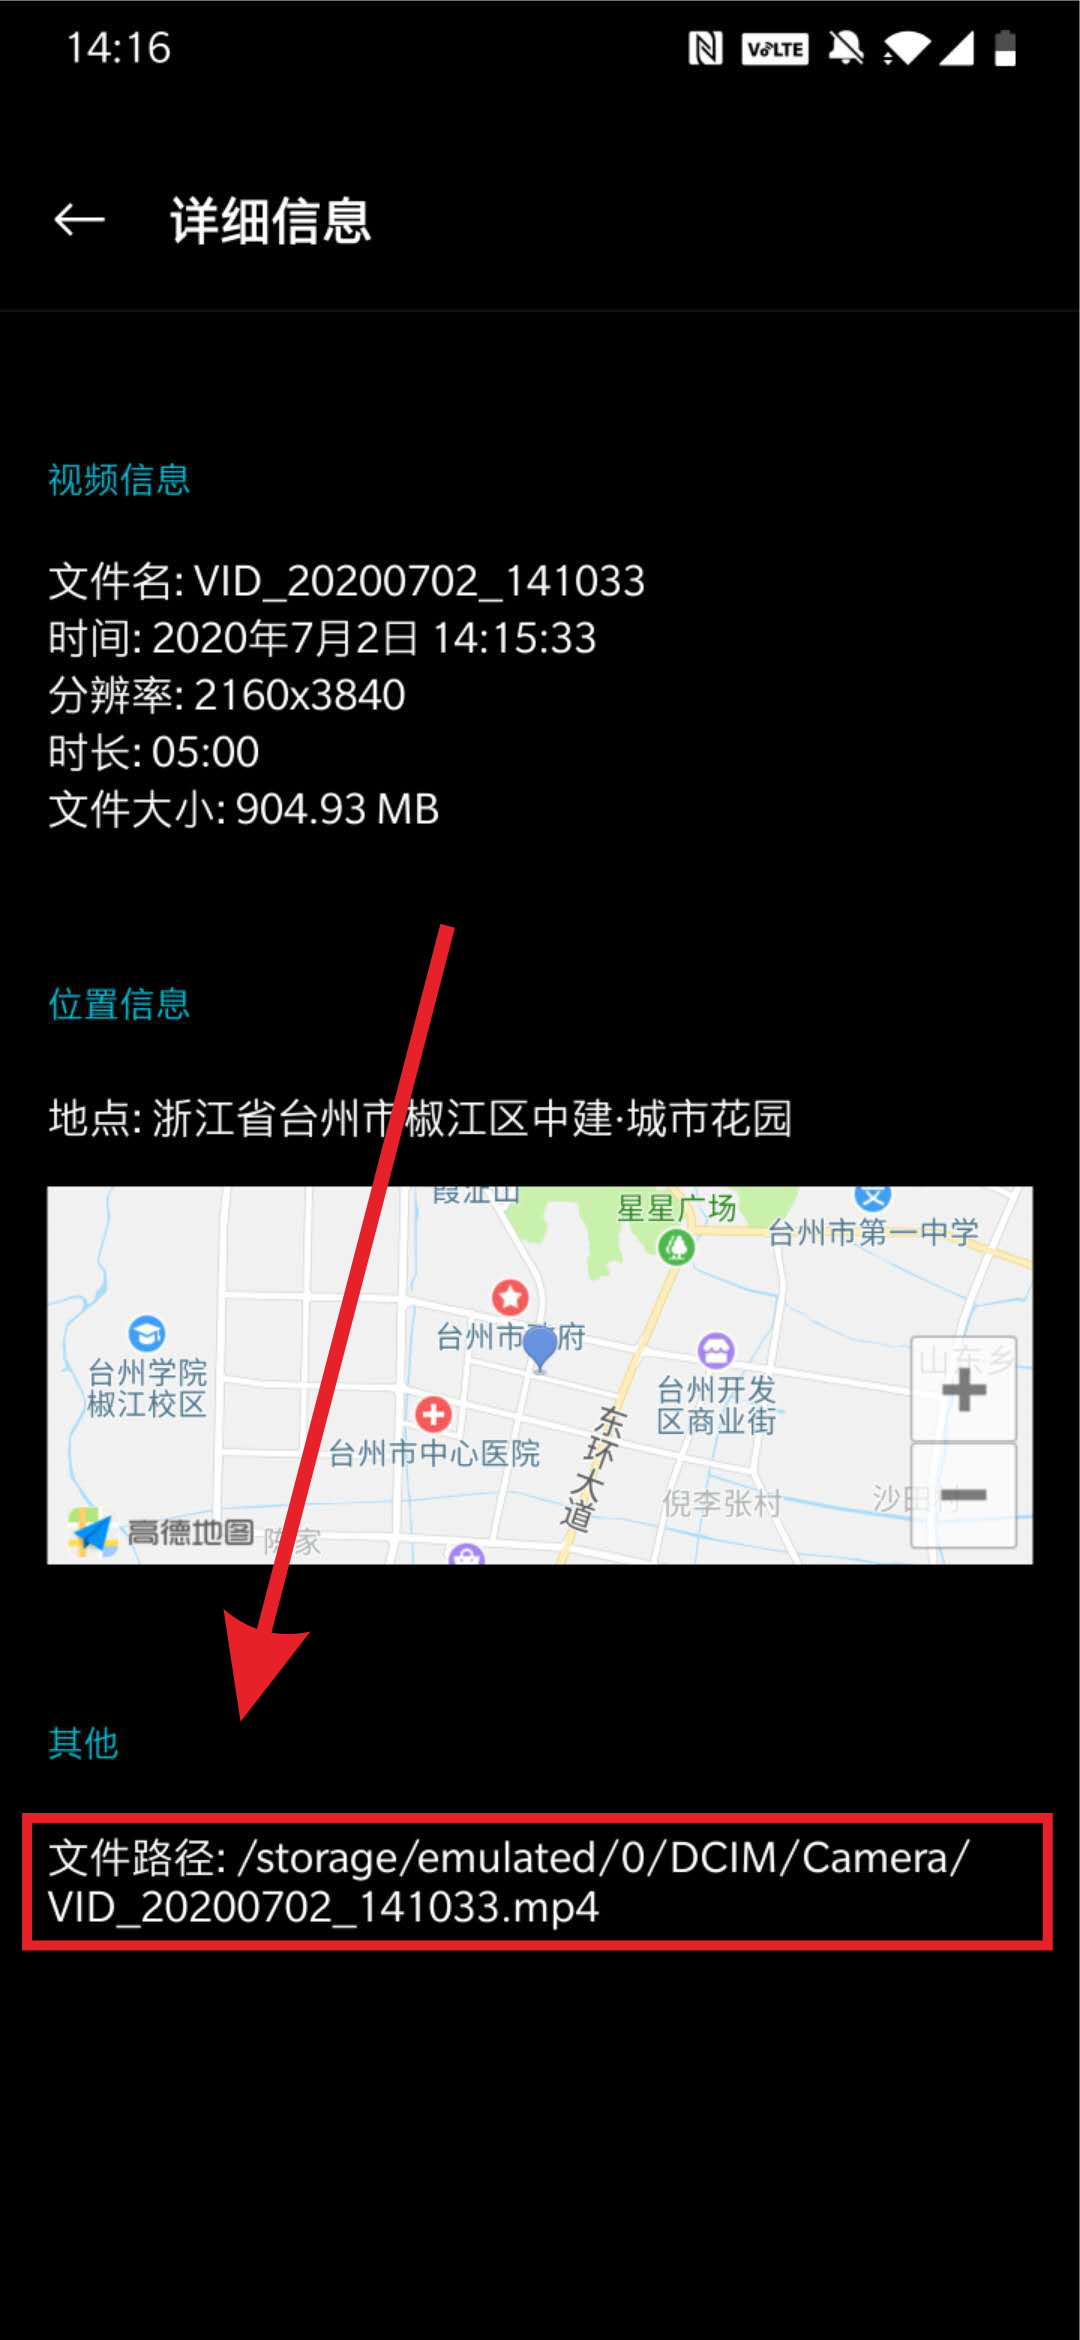 14:16
VoLTE
详细信息
视频信息
文件名: VID_20200702_141033
时间: 2020年7月2日 14:15:33
分辨率: 2160x3840
时长: 05:00
文件大小: 904.93 MB
位置信息
地点: 浙江省台州市椒江区中建·城市花园
星星广场
台州市第一中学
台州市政府
台州学院
椒江校区
台州开发
区商业街
山东乡
台州市中心医院
东环大道
倪李张村
高德地图
陈家
其他
文件路径: /storage/emulated/0/DCIM/Camera/
VID_20200702_141033.mp4